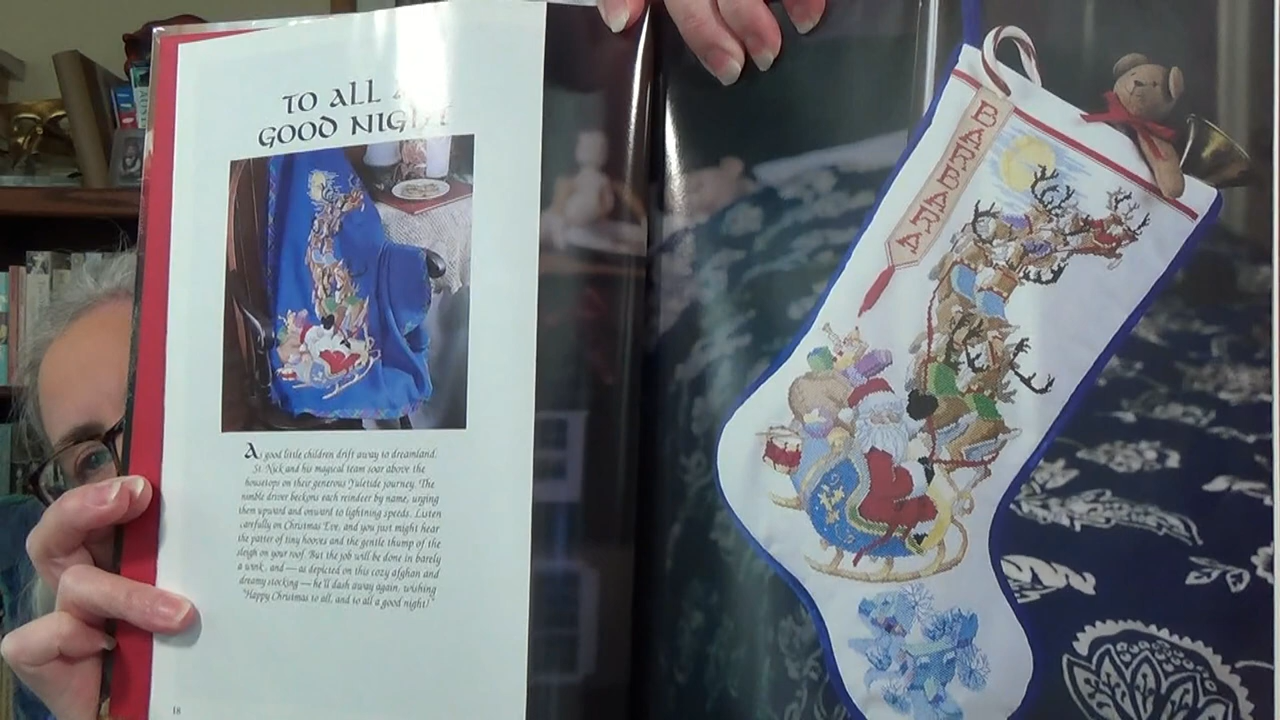 TO ALL A
GOOD NIGHT
As good little children drift away to dreamland,
St. Nick and his magical team soar above the
housetops on their generous Yuletide journey. The
nimble driver beckons each reindeer by name, urging
them upward and onward to lightning speeds. Listen
carefully on Christmas Eve, and you just might hear
the patter of tiny hooves and the gentle thump of the
sleigh on your roof. But the job will be done in barely
a wink, and — as depicted on this cozy afghan and
dreamy stocking — he'll dash away again, wishing
"Happy Christmas to all, and to all a good night!"
18
BARBARA